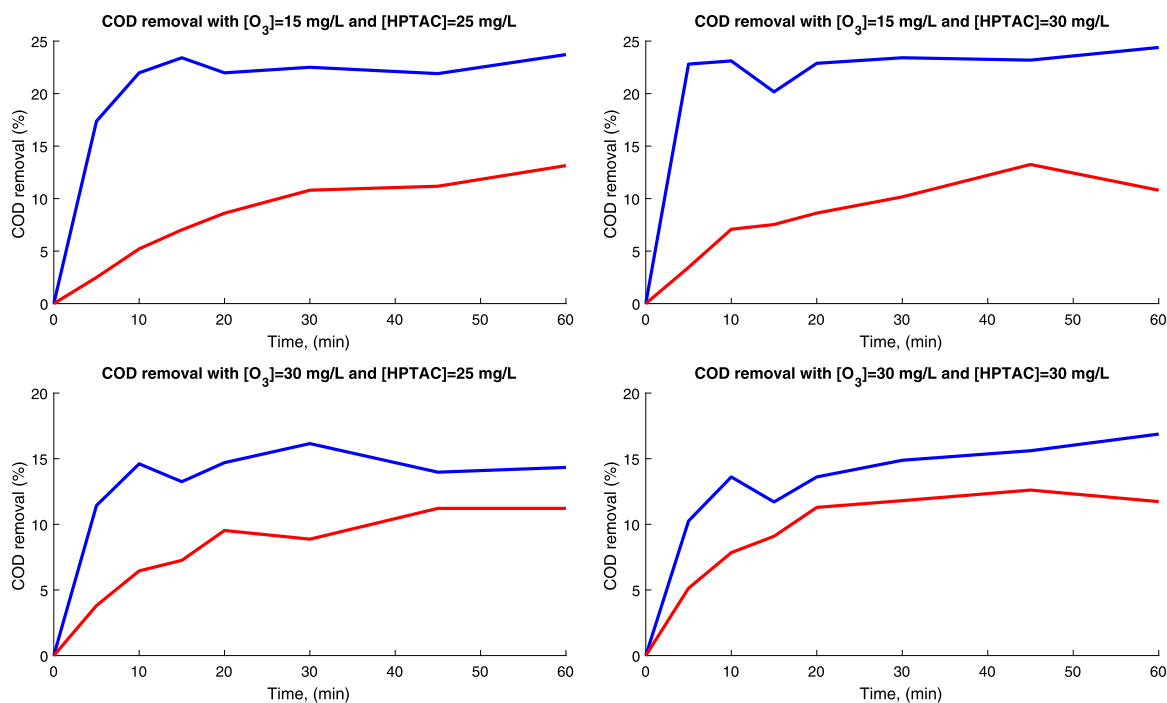 COD removal with [O3]=15 mg/L and [HPTAC]=25 mg/L
COD removal (%)
25
20
15
10
5
0
0 10 20 30 40 50 60
Time, (min)
COD removal with [O3]=15 mg/L and [HPTAC]=30 mg/L
COD removal (%)
25
20
15
10
5
0
0 10 20 30 40 50 60
Time, (min)
COD removal with [O3]=30 mg/L and [HPTAC]=25 mg/L
COD removal (%)
20
15
10
5
0
0 10 20 30 40 50 60
Time, (min)
COD removal with [O3]=30 mg/L and [HPTAC]=30 mg/L
COD removal (%)
20
15
10
5
0
0 10 20 30 40 50 60
Time, (min)